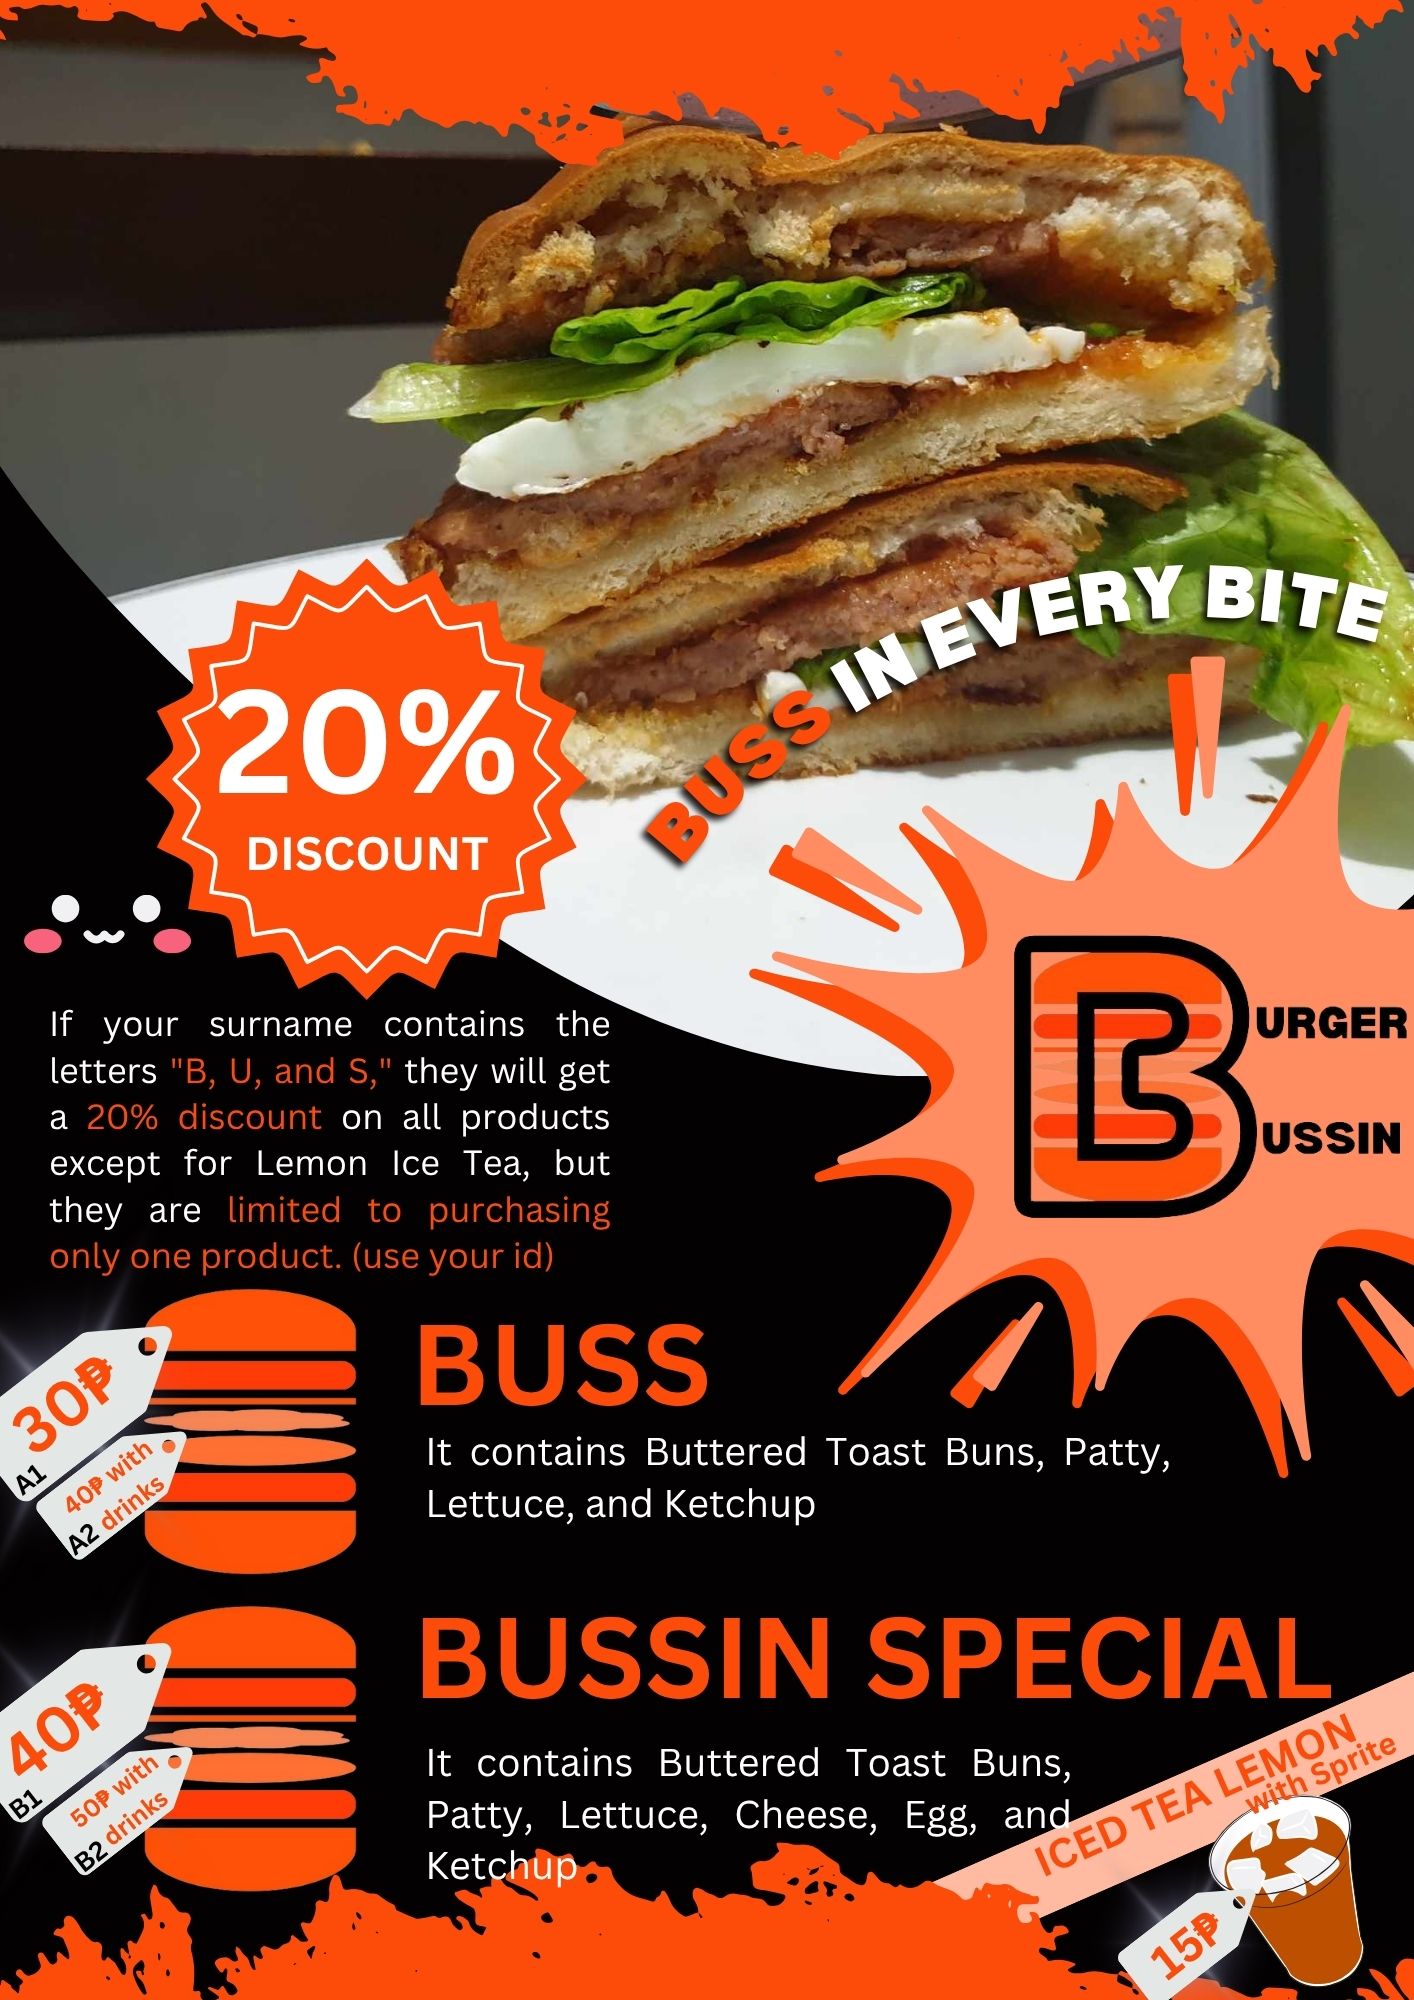 BUSS IN EVERY BITE
20%
DISCOUNT
BURGER
BUSSIN
If your surname contains the
letters "B, U, and S," they will get
a 20% discount on all products
except for Lemon Ice Tea, but
they are limited to purchasing
only one product. (use your id)
30₱
A1
40₱ with
A2 drinks
BUSS
It contains Buttered Toast Buns, Patty,
Lettuce, and Ketchup
40₱
B1
50₱ with
B2 drinks
BUSSIN SPECIAL
It contains Buttered Toast Buns,
Patty, Lettuce, Cheese, Egg, and
Ketchup
ICED TEA LEMON
with Sprite
15₱